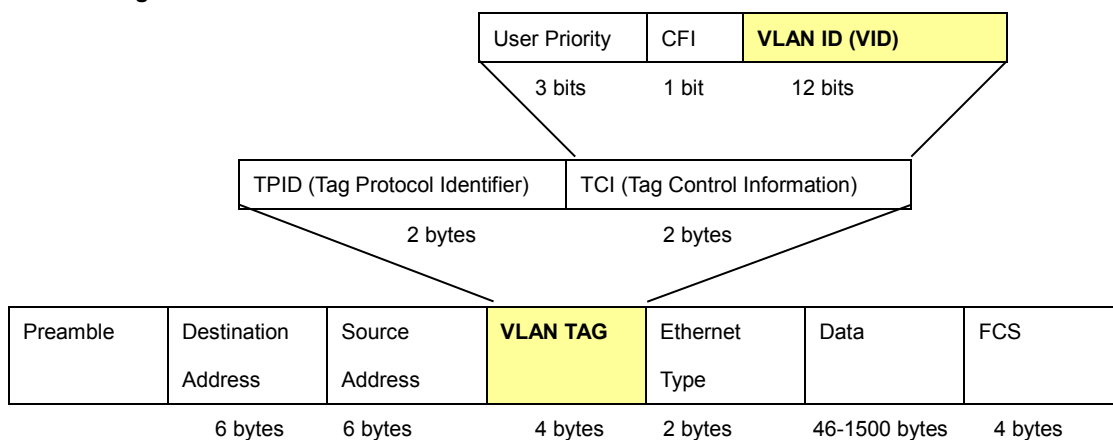 User Priority CFI VLAN ID (VID)
3 bits 1 bit 12 bits
TPID (Tag Protocol Identifier) TCI (Tag Control Information)
2 bytes 2 bytes
Preamble Destination Address Source Address VLAN TAG Ethernet Type Data FCS
6 bytes 6 bytes 4 bytes 2 bytes 46-1500 bytes 4 bytes